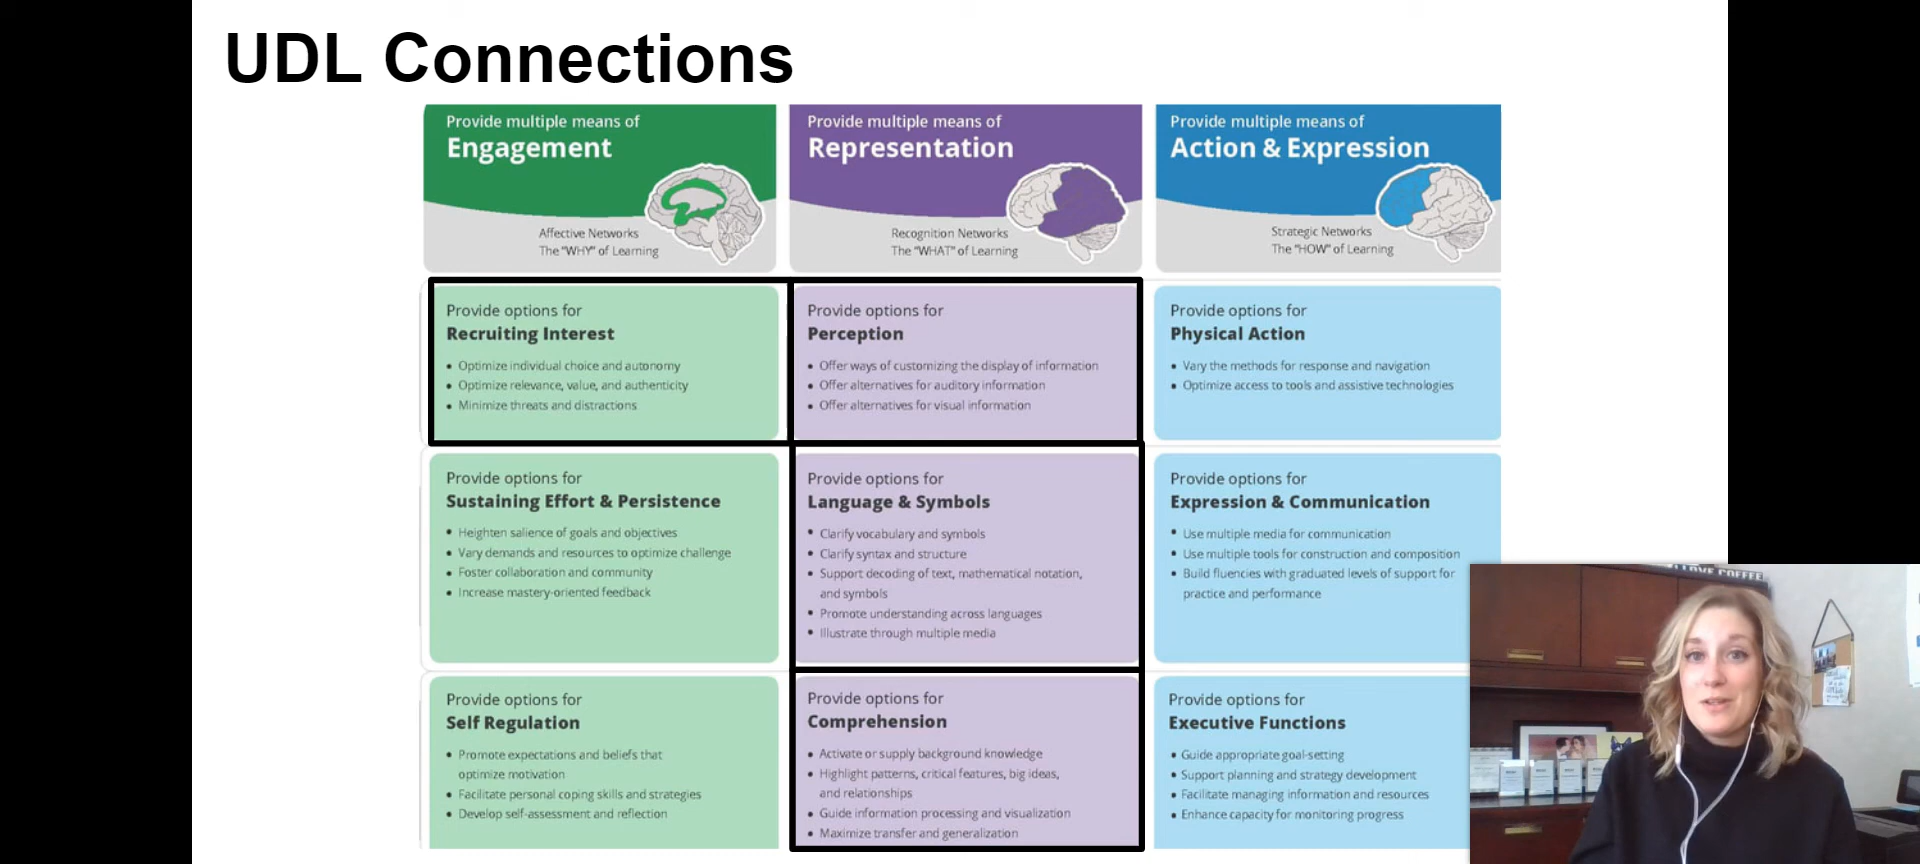 UDL Connections
Provide multiple means of
Engagement
Affective Networks
The "WHY" of Learning
Provide multiple means of
Representation
Recognition Networks
The "WHAT" of Learning
Provide multiple means of
Action & Expression
Strategic Networks
The "HOW" of Learning
Provide options for
Recruiting Interest
• Optimize individual choice and autonomy
• Optimize relevance, value, and authenticity
• Minimize threats and distractions
Provide options for
Perception
• Offer ways of customizing the display of information
• Offer alternatives for auditory information
• Offer alternatives for visual information
Provide options for
Physical Action
• Vary the methods for response and navigation
• Optimize access to tools and assistive technologies
Provide options for
Sustaining Effort & Persistence
• Heighten salience of goals and objectives
• Vary demands and resources to optimize challenge
• Foster collaboration and community
• Increase mastery-oriented feedback
Provide options for
Language & Symbols
• Clarify vocabulary and symbols
• Clarify syntax and structure
• Support decoding of text, mathematical notation,
and symbols
• Promote understanding across languages
• Illustrate through multiple media
Provide options for
Expression & Communication
• Use multiple media for communication
• Use multiple tools for construction and composition
• Build fluencies with graduated levels of support for
practice and performance
Provide options for
Self Regulation
• Promote expectations and beliefs that
optimize motivation
• Facilitate personal coping skills and strategies
• Develop self-assessment and reflection
Provide options for
Comprehension
• Activate or supply background knowledge
• Highlight patterns, critical features, big ideas,
and relationships
• Guide information processing and visualization
• Maximize transfer and generalization
Provide options for
Executive Functions
• Guide appropriate goal-setting
• Support planning and strategy development
• Facilitate managing information and resources
• Enhance capacity for monitoring progress
I LOVE COFFEE